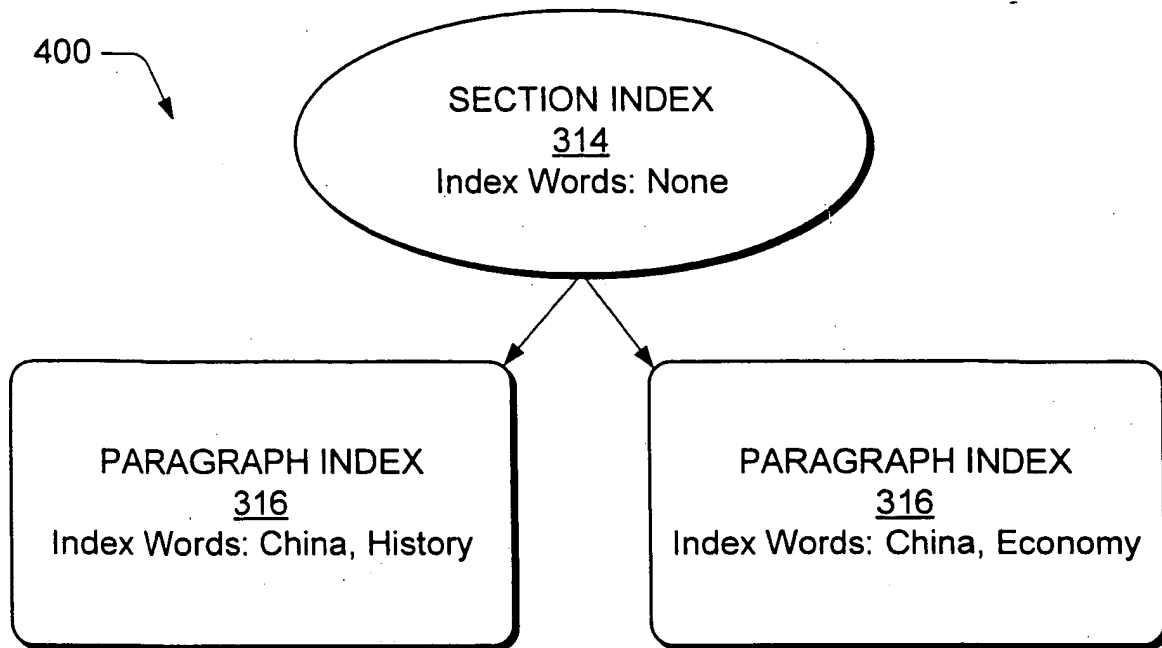 400
SECTION INDEX
314
Index Words: None
PARAGRAPH INDEX
316
Index Words: China, History
PARAGRAPH INDEX
316
Index Words: China, Economy